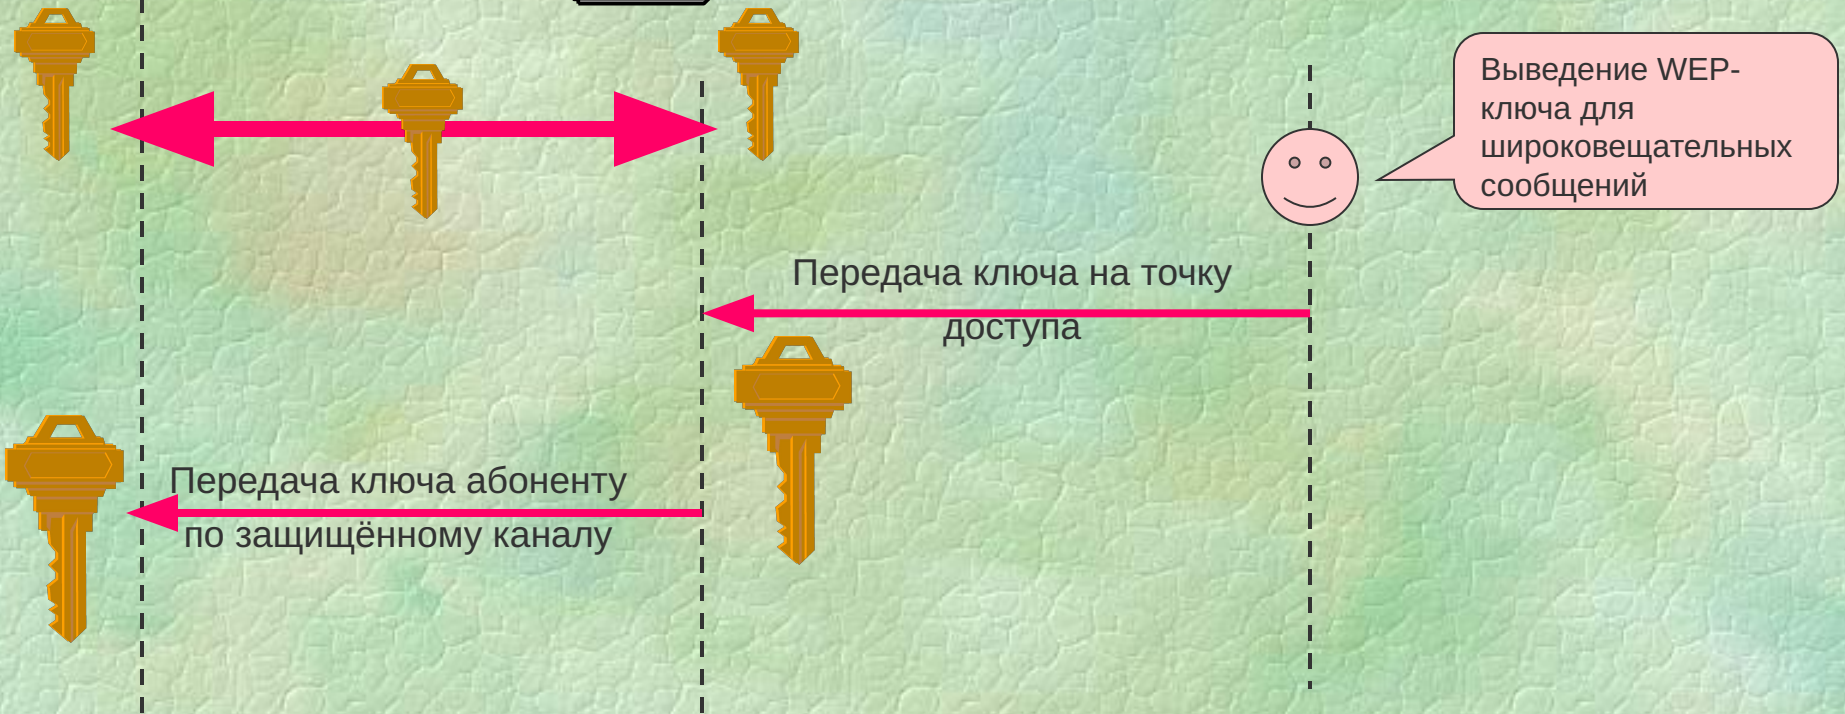 Выведение WEP-
ключа для
широковещательных
сообщений
Передача ключа на точку
доступа
Передача ключа абоненту
по защищённому каналу